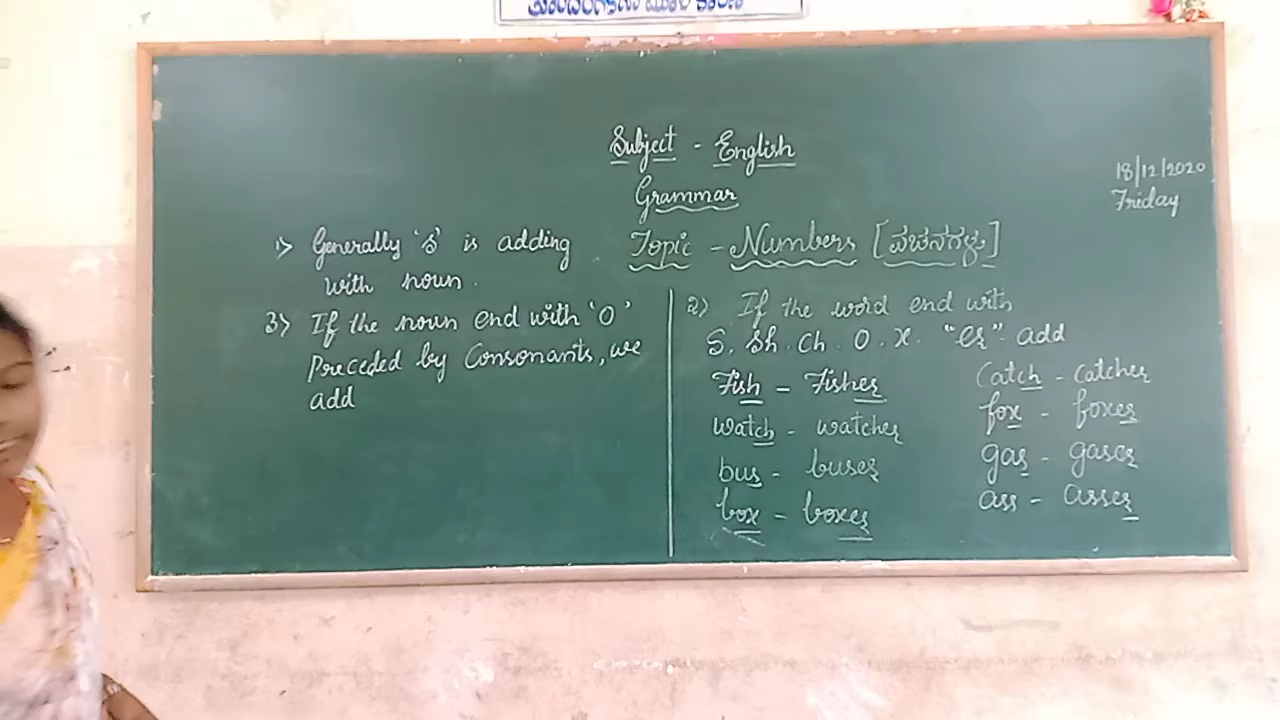 Subject - English
Grammar
18/12/2020
Friday
Topic - Numbers [ವಚನಗಳು]
1) Generally 's' is adding
with noun.
3) If the noun end with 'O'
Preceded by Consonants, we
add
2) If the word end with
S. Sh. Ch. O. X. "es" add
Fish - Fishes
watch - watches
bus - buses
box - boxes
Catch - catches
fox - foxes
gas - gases
ass - asses